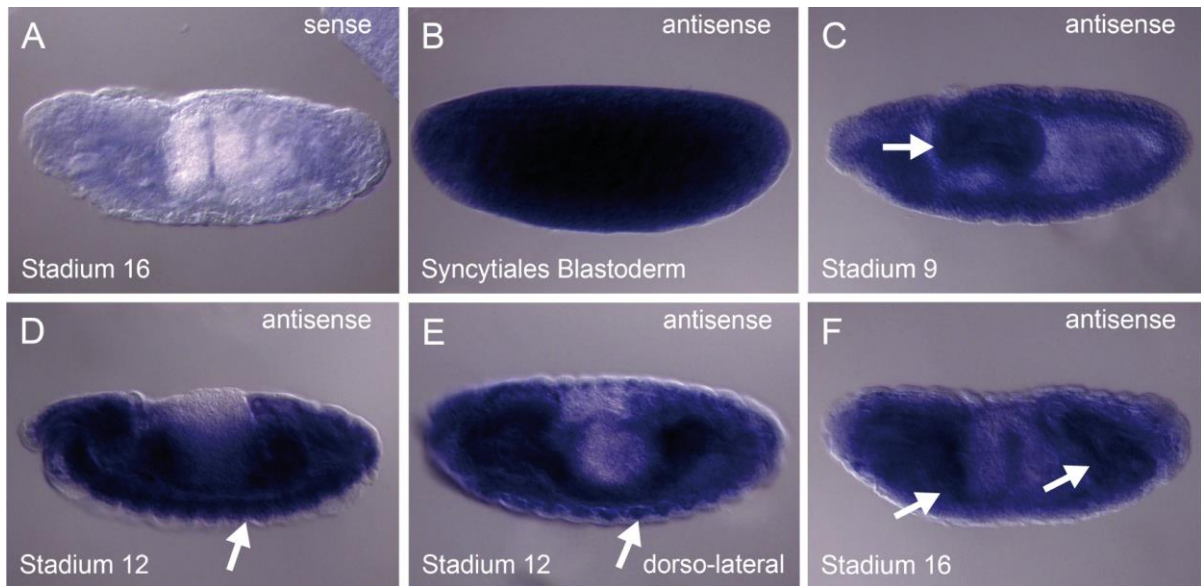 A
sense
Stadium 16
B
antisense
Syncytiales Blastoderm
C
antisense
Stadium 9
D
antisense
Stadium 12
E
antisense
Stadium 12
dorso-lateral
F
antisense
Stadium 16